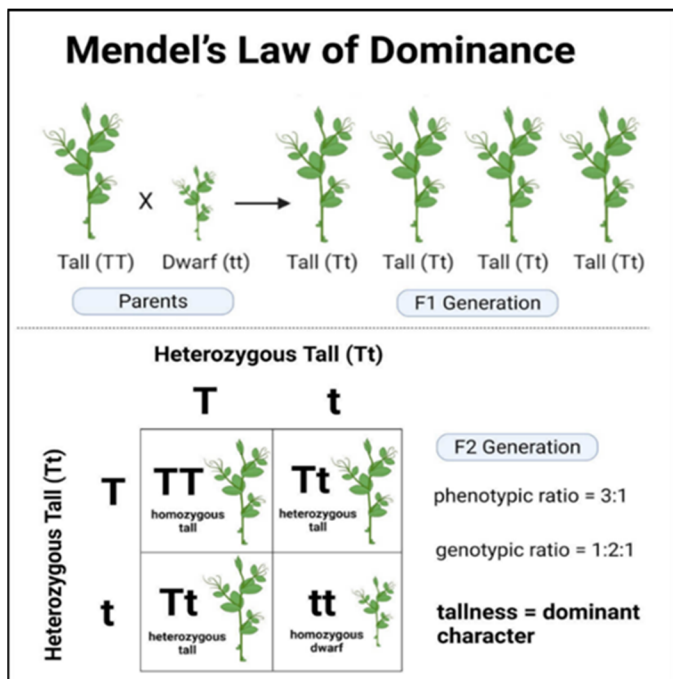 Mendel's Law of Dominance
X
Tall (TT) Dwarf (tt) Tall (Tt) Tall (Tt) Tall (Tt) Tall (Tt)
Parents F1 Generation
Heterozygous Tall (Tt)
T t
Heterozygous Tall (Tt)
T
TT
homozygous
tall
Tt
heterozygous
tall
t
Tt
heterozygous
tall
tt
homozygous
dwarf
F2 Generation
phenotypic ratio = 3:1
genotypic ratio = 1:2:1
tallness = dominant
character